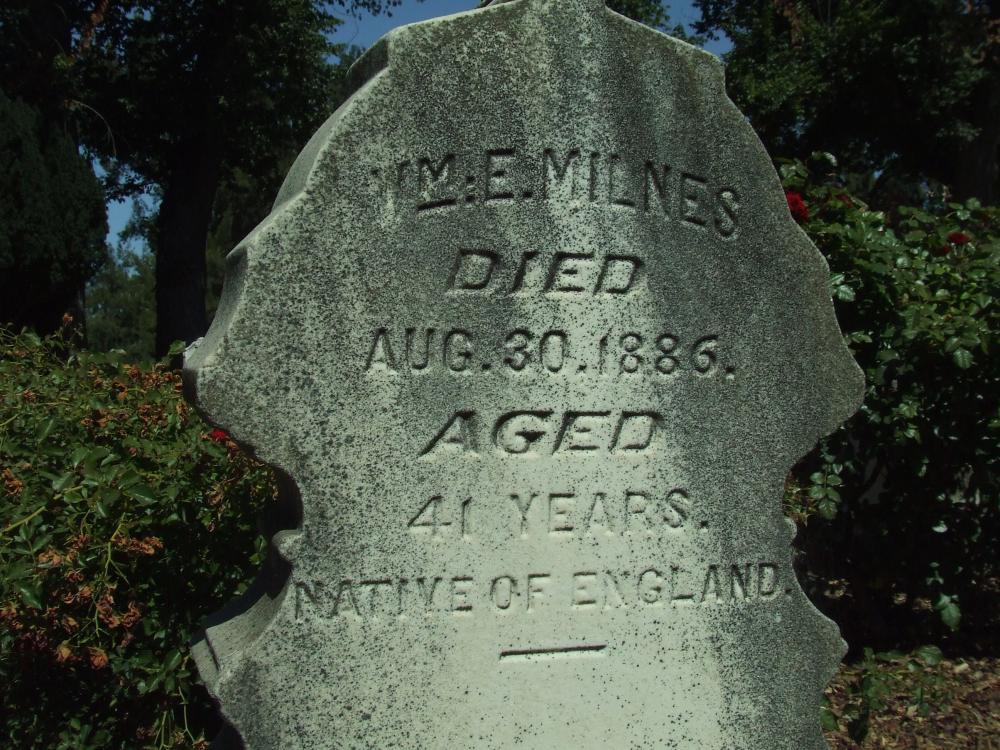 WM. E. MILNES
DIED
AUG. 30. 1886.
AGED
41 YEARS.
NATIVE OF ENGLAND.